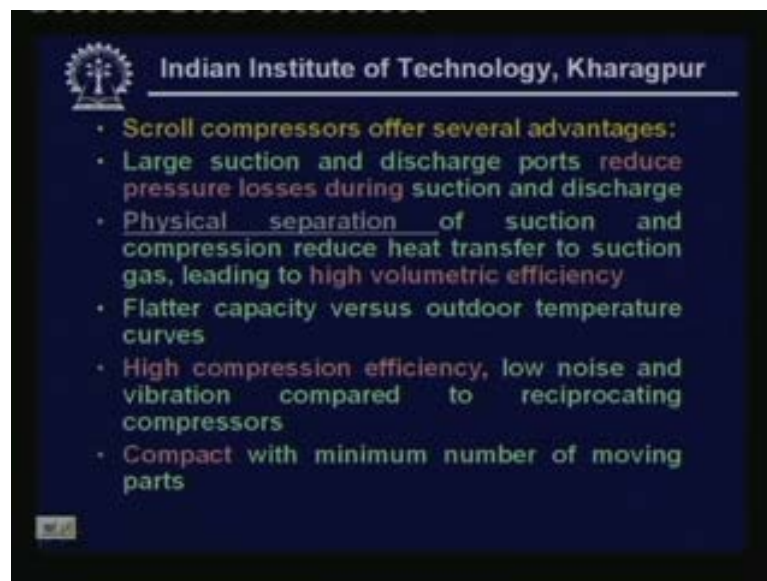 Indian Institute of Technology, Kharagpur
• Scroll compressors offer several advantages:
• Large suction and discharge ports reduce
pressure losses during suction and discharge
• Physical separation of suction and
compression reduce heat transfer to suction
gas, leading to high volumetric efficiency
• Flatter capacity versus outdoor temperature
curves
• High compression efficiency, low noise and
vibration compared to reciprocating
compressors
• Compact with minimum number of moving
parts